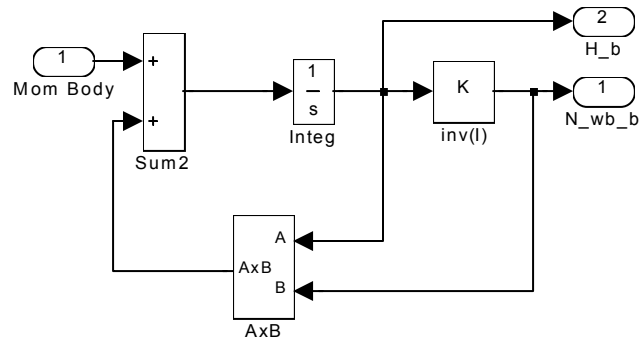 1
Mom Body
+
+
Sum2
1
s
Integ
K
inv(I)
2
H_b
1
N_wb_b
A
AxB
B
AxB